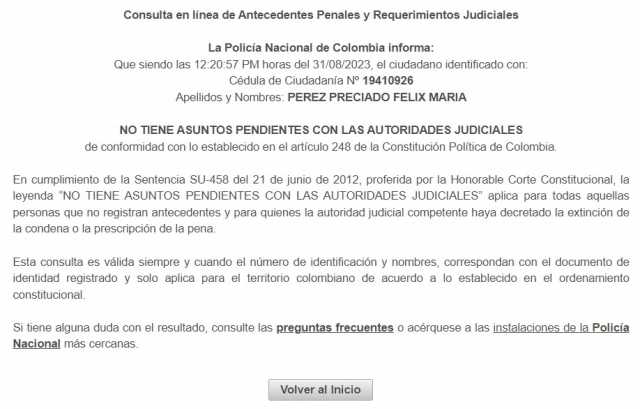 Consulta en línea de Antecedentes Penales y Requerimientos Judiciales
La Policía Nacional de Colombia informa:
Que siendo las 12:20:57 PM horas del 31/08/2023, el ciudadano identificado con:
Cédula de Ciudadanía Nº 19410926
Apellidos y Nombres: PEREZ PRECIADO FELIX MARIA
NO TIENE ASUNTOS PENDIENTES CON LAS AUTORIDADES JUDICIALES
de conformidad con lo establecido en el artículo 248 de la Constitución Política de Colombia.
En cumplimiento de la Sentencia SU-458 del 21 de junio de 2012, proferida por la Honorable Corte Constitucional, la
leyenda "NO TIENE ASUNTOS PENDIENTES CON LAS AUTORIDADES JUDICIALES" aplica para todas aquellas
personas que no registran antecedentes y para quienes la autoridad judicial competente haya decretado la extinción de
la condena o la prescripción de la pena.
Esta consulta es válida siempre y cuando el número de identificación y nombres, correspondan con el documento de
identidad registrado y solo aplica para el territorio colombiano de acuerdo a lo establecido en el ordenamiento
constitucional.
Si tiene alguna duda con el resultado, consulte las preguntas frecuentes o acérquese a las instalaciones de la Policía
Nacional más cercanas.
Volver al Inicio